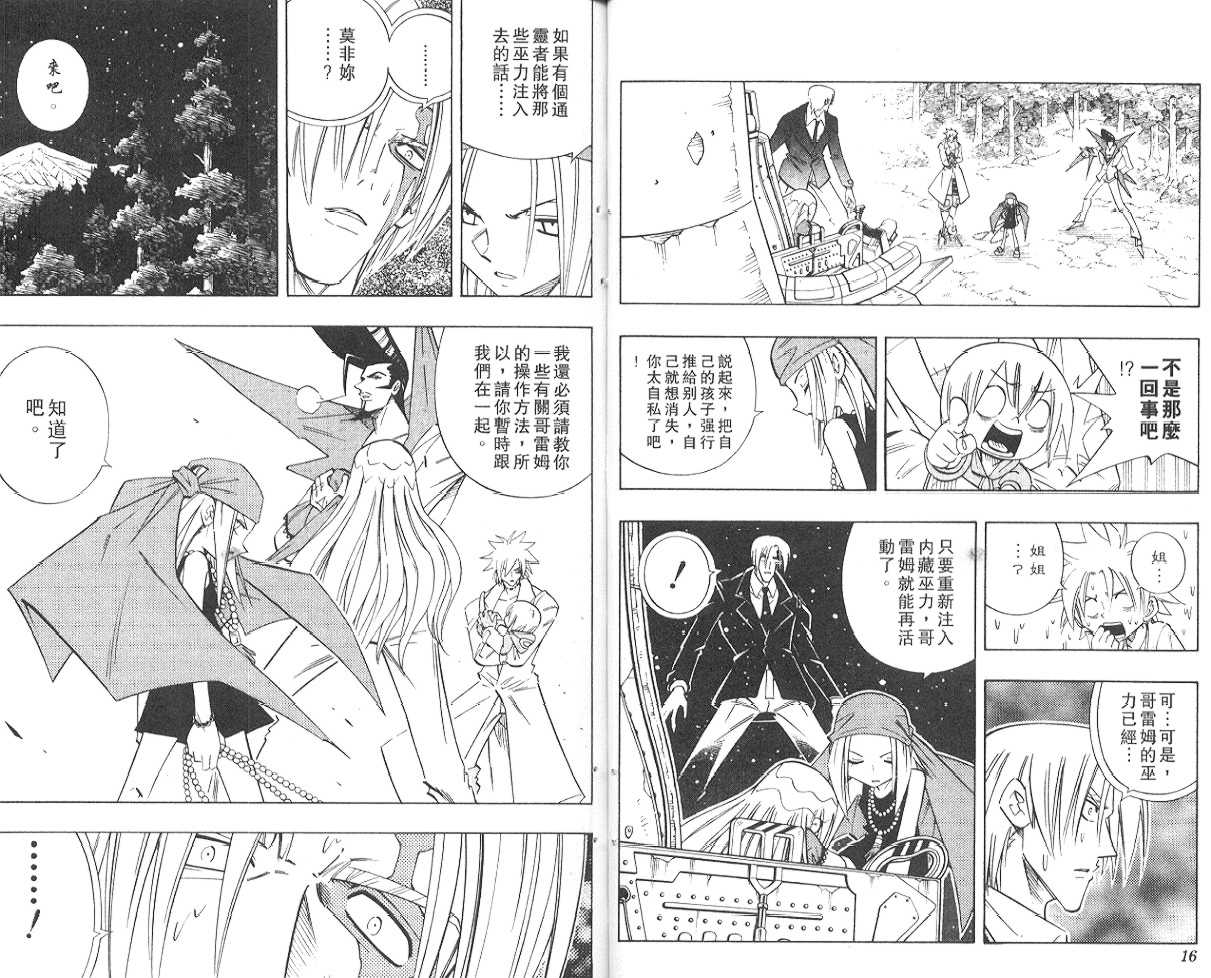 不是那麼
一回事吧
!?
說起來，把自
己的孩子强行
推給別人，自
己就想消失，
你太自私了吧
！
姐…
姐姐
…？
可…可是，
哥雷姆的巫
力已經…
只要重新注入
內藏巫力，哥
雷姆就能再活
動了。
！
16
如果有個通
靈者能將那
些巫力注入
去的話……
……
莫非妳
……？
來吧。
我還必須請教你
一些有關哥雷姆
的操作方法，所
以，請你暫時跟
我們在一起。
知道了
吧。
……！